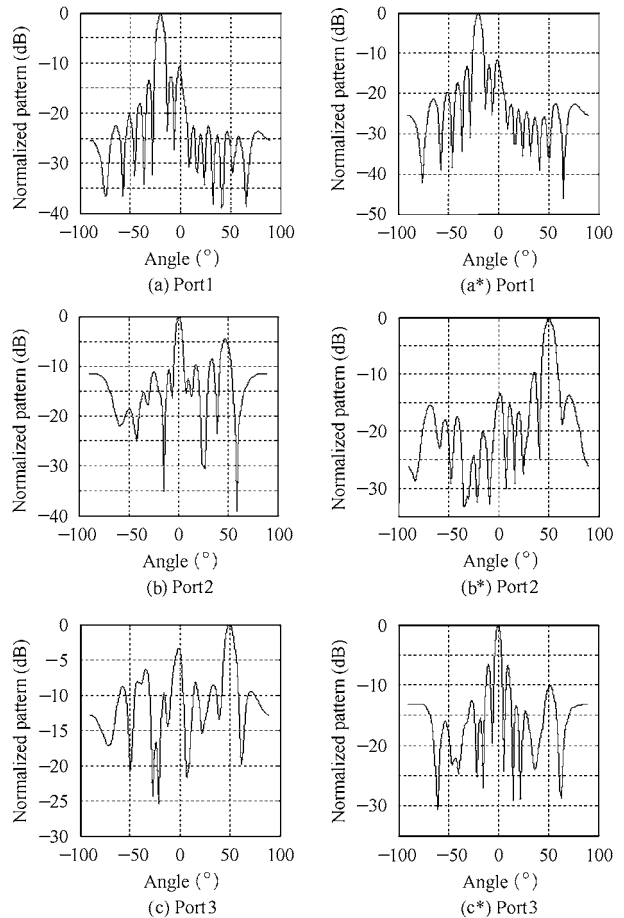 Normalized pattern (dB)
0
−10
−20
−30
−40
−100 −50 0 50 100
Angle (°)
(a) Port1
Normalized pattern (dB)
0
−10
−20
−30
−40
−50
−100 −50 0 50 100
Angle (°)
(a*) Port1
Normalized pattern (dB)
0
−10
−20
−30
−40
−100 −50 0 50 100
Angle (°)
(b) Port2
Normalized pattern (dB)
0
−10
−20
−30
−100 −50 0 50 100
Angle (°)
(b*) Port2
Normalized pattern (dB)
0
−5
−10
−15
−20
−25
−30
−100 −50 0 50 100
Angle (°)
(c) Port3
Normalized pattern (dB)
0
−10
−20
−30
−100 −50 0 50 100
Angle (°)
(c*) Port3